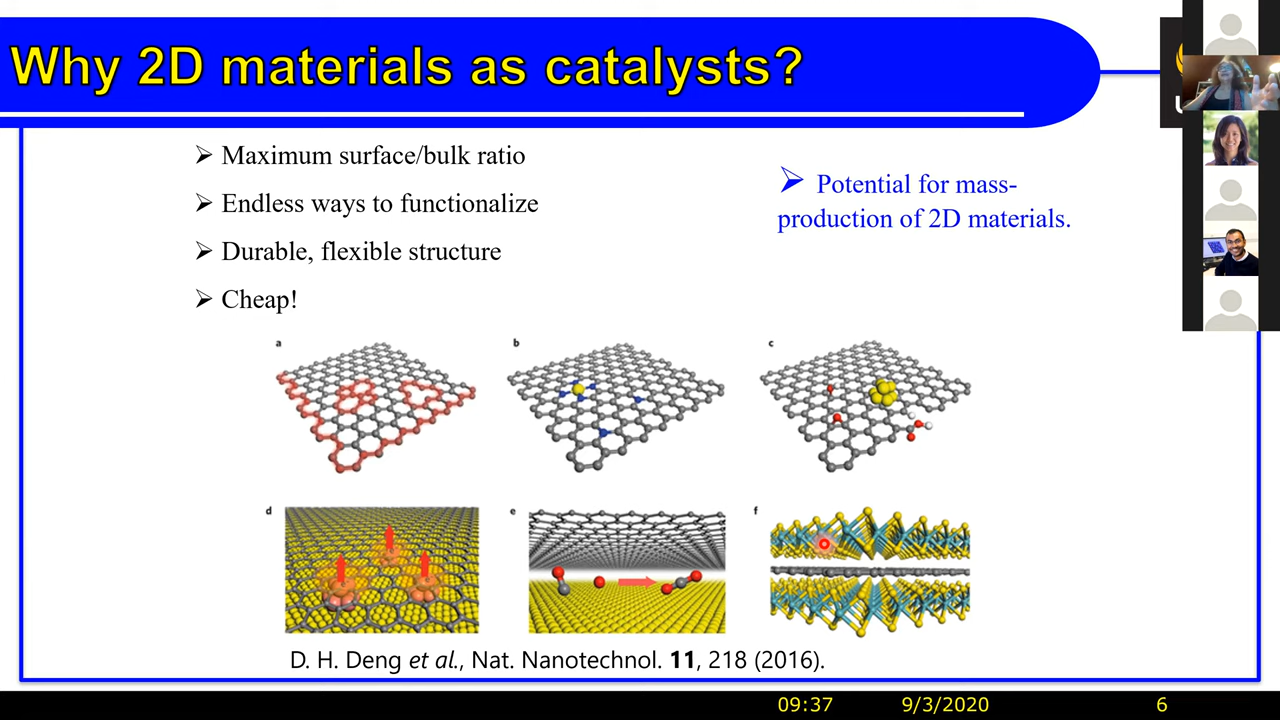 Why 2D materials as catalysts?
➢ Maximum surface/bulk ratio
➢ Endless ways to functionalize
➢ Durable, flexible structure
➢ Cheap!
➢ Potential for mass-
production of 2D materials.
a
b
c
d
e
f
D. H. Deng et al., Nat. Nanotechnol. 11, 218 (2016).
09:37
9/3/2020
6